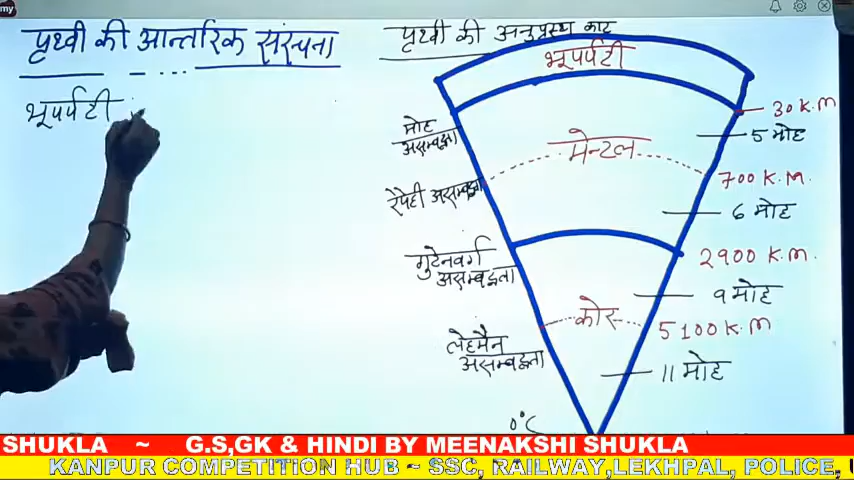 my
पृथ्वी की आन्तरिक संरचना
भूपर्पटी
पृथ्वी की अनुप्रस्थ काट
भूपर्पटी
30 K.M
मोह
असम्बद्धता
5 मोह
मेन्टल
700 K.M.
रेपेटी असम्बद्धता
6 मोह
गुटेनवर्ग
असम्बद्धता
2900 K.M.
9 मोह
कोर
5100 K.M
लेहमैन
असम्बद्धता
11 मोह
0°C
SHUKLA ~ G.S,GK & HINDI BY MEENAKSHI SHUKLA
KANPUR COMPETITION HUB ~ SSC, RAILWAY,LEKHPAL, POLICE,